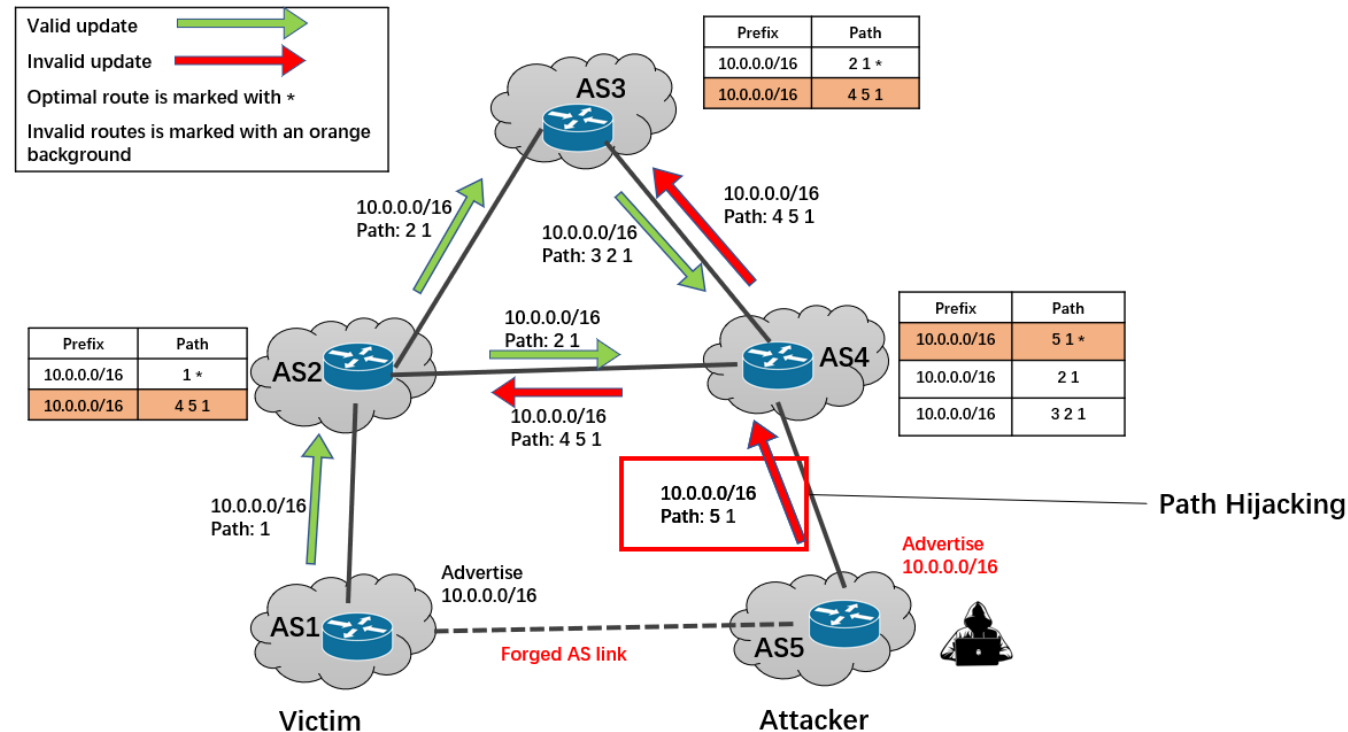 Valid update
Invalid update
Optimal route is marked with *
Invalid routes is marked with an orange
background
Prefix Path
10.0.0.0/16 2 1 *
10.0.0.0/16 4 5 1
AS3
10.0.0.0/16
Path: 2 1
10.0.0.0/16
Path: 3 2 1
10.0.0.0/16
Path: 4 5 1
Prefix Path
10.0.0.0/16 1 *
10.0.0.0/16 4 5 1
AS2
10.0.0.0/16
Path: 2 1
10.0.0.0/16
Path: 4 5 1
AS4
Prefix Path
10.0.0.0/16 5 1 *
10.0.0.0/16 2 1
10.0.0.0/16 3 2 1
10.0.0.0/16
Path: 1
10.0.0.0/16
Path: 5 1
Path Hijacking
AS1
Advertise
10.0.0.0/16
Forged AS link
AS5
Advertise
10.0.0.0/16
Victim
Attacker